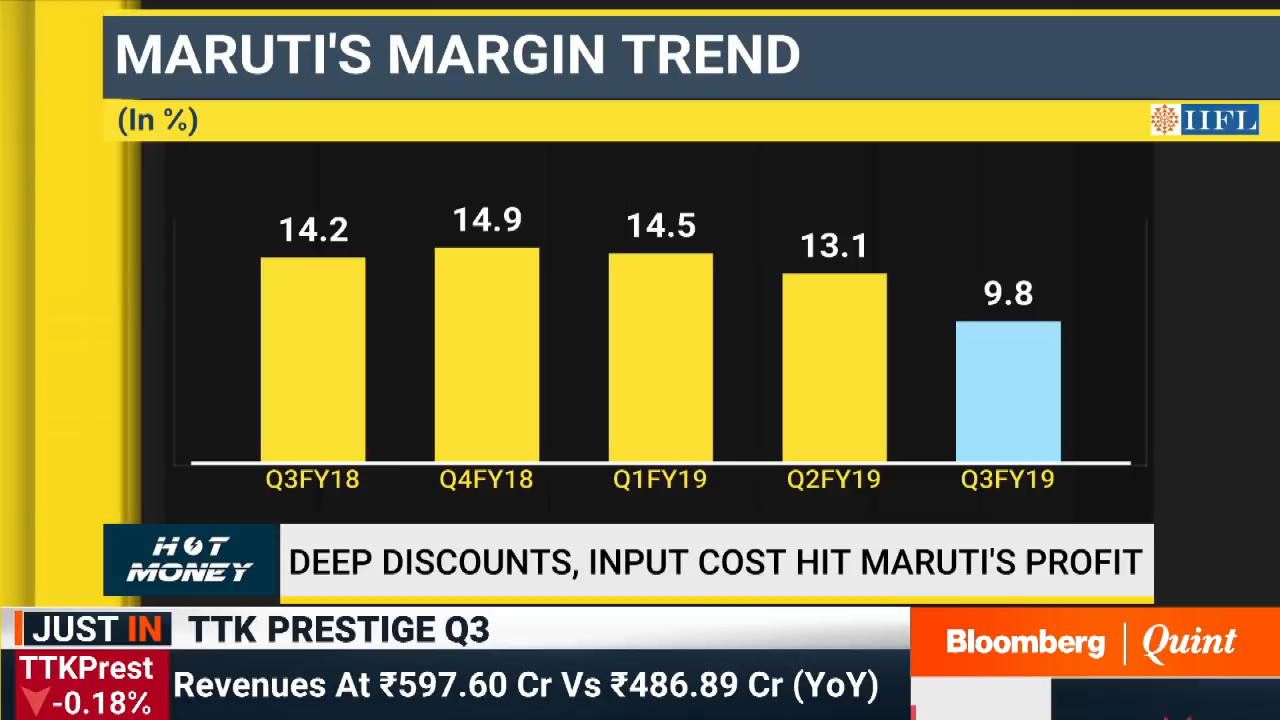 MARUTI'S MARGIN TREND
(In %)
IIFL
14.2
14.9
14.5
13.1
9.8
Q3FY18
Q4FY18
Q1FY19
Q2FY19
Q3FY19
HOT
MONEY
DEEP DISCOUNTS, INPUT COST HIT MARUTI'S PROFIT
JUST IN
TTK PRESTIGE Q3
TTKPrest
-0.18%
Revenues At ₹597.60 Cr Vs ₹486.89 Cr (YoY)
Bloomberg | Quint